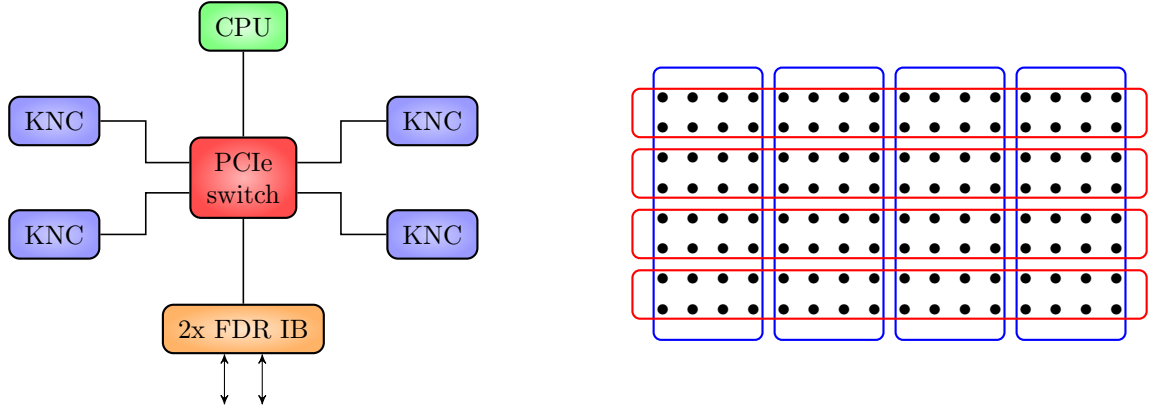 CPU
KNC
KNC
PCIe
switch
KNC
KNC
2x FDR IB